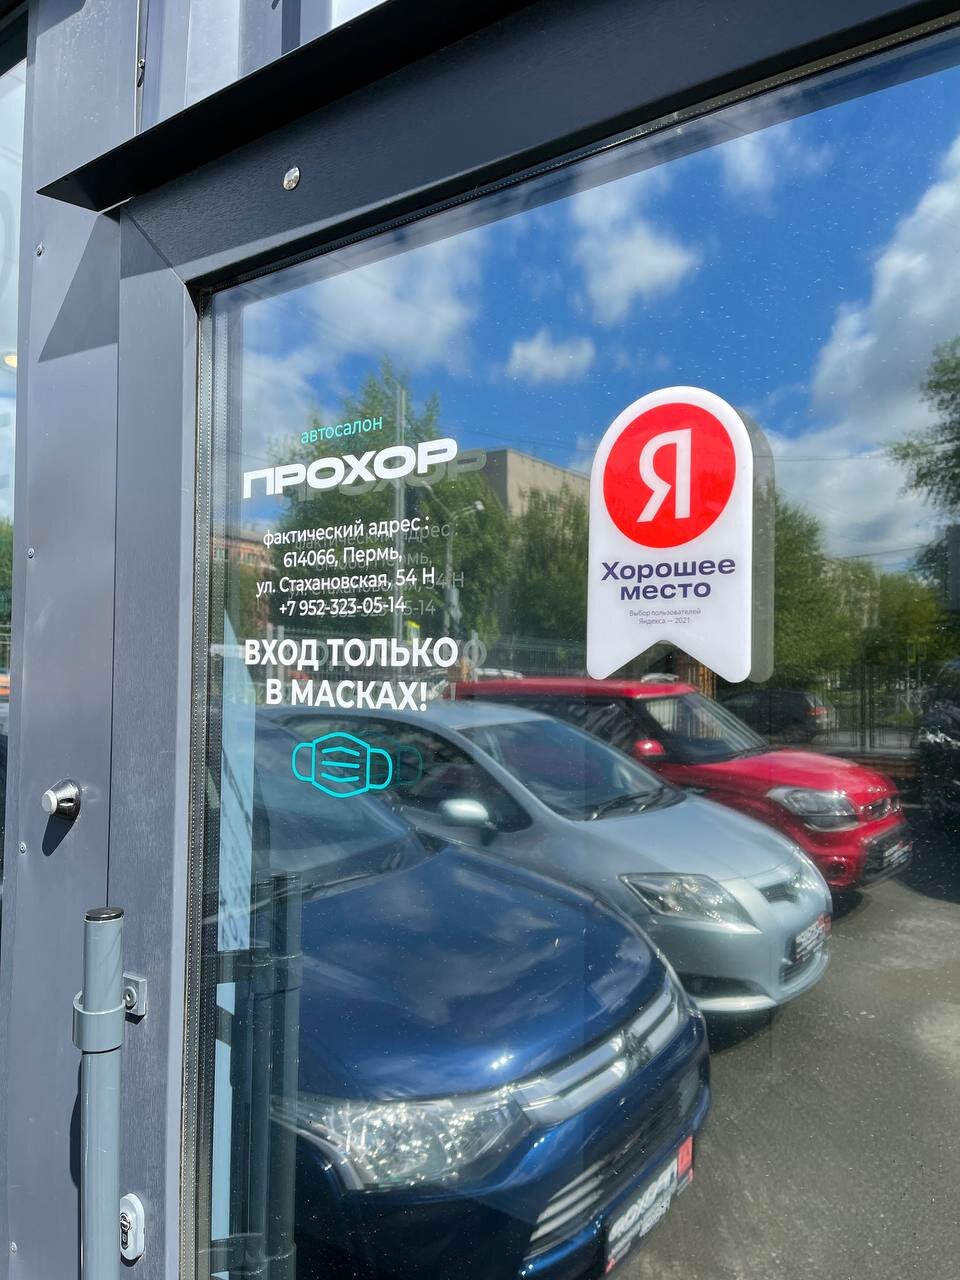 автосалон
ПРОХОР
фактический адрес :
614066, Пермь,
ул. Стахановская, 54 Н
+7 952-323-05-14
ВХОД ТОЛЬКО
В МАСКАХ!
Я
Хорошее
место
Выбор пользователей
Яндекса — 2021